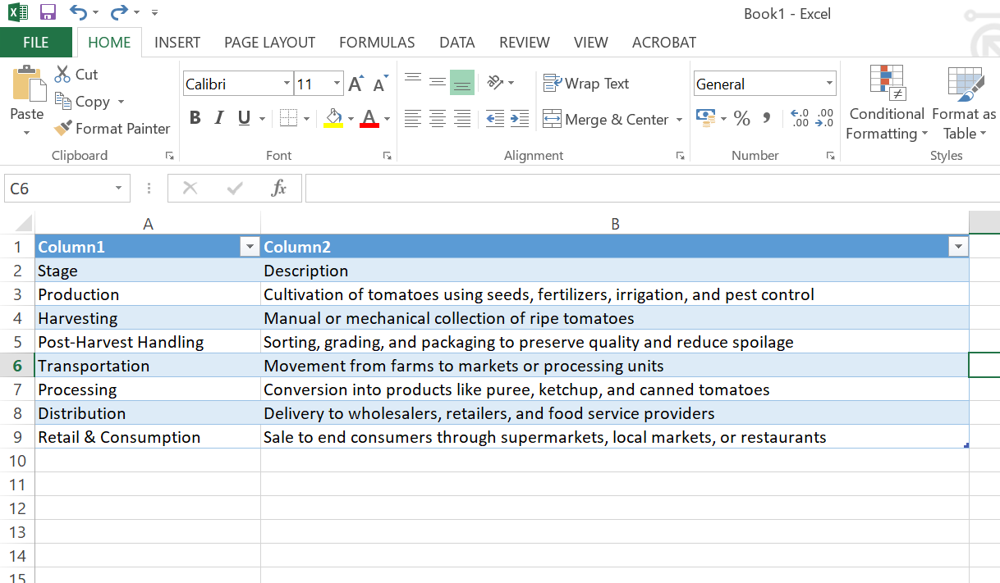 Book1 - Excel
FILE HOME INSERT PAGE LAYOUT FORMULAS DATA REVIEW VIEW ACROBAT
Paste
Cut
Copy
Format Painter
Clipboard
Calibri 11 A A
B I U A
Font
Wrap Text
Merge & Center
Alignment
General
% , .0 .00 .00 .0
Number
Conditional Formatting
Format as Table
Styles
C6 fx
A B
1 Column1 Column2
2 Stage Description
3 Production Cultivation of tomatoes using seeds, fertilizers, irrigation, and pest control
4 Harvesting Manual or mechanical collection of ripe tomatoes
5 Post-Harvest Handling Sorting, grading, and packaging to preserve quality and reduce spoilage
6 Transportation Movement from farms to markets or processing units
7 Processing Conversion into products like puree, ketchup, and canned tomatoes
8 Distribution Delivery to wholesalers, retailers, and food service providers
9 Retail & Consumption Sale to end consumers through supermarkets, local markets, or restaurants
10
11
12
13
14
15